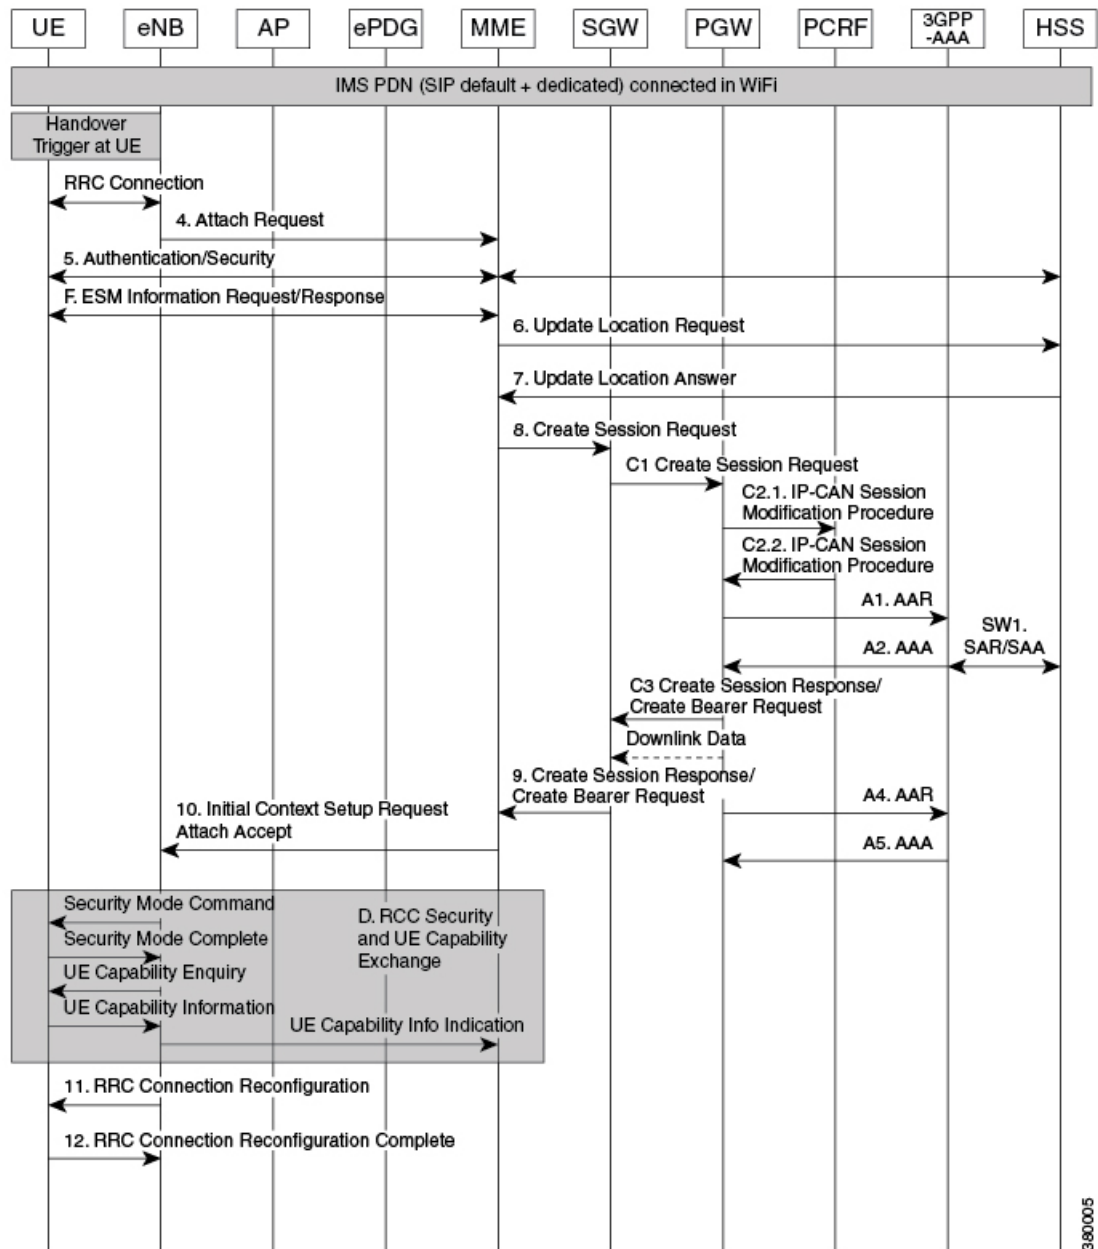 UE eNB AP ePDG MME SGW PGW PCRF 3GPP HSS
-AAA
IMS PDN (SIP default + dedicated) connected in WiFi
Handover
Trigger at UE
RRC Connection
4. Attach Request
5. Authentication/Security
F. ESM Information Request/Response
6. Update Location Request
7. Update Location Answer
8. Create Session Request
C1 Create Session Request
C2.1. IP-CAN Session
Modification Procedure
C2.2. IP-CAN Session
Modification Procedure
A1. AAR
SW1.
SAR/SAA
A2. AAA
C3 Create Session Response/
Create Bearer Request
Downlink Data
9. Create Session Response/
Create Bearer Request
A4. AAR
10. Initial Context Setup Request
Attach Accept
A5. AAA
Security Mode Command
D. RCC Security
and UE Capability
Exchange
Security Mode Complete
UE Capability Enquiry
UE Capability Information
UE Capability Info Indication
11. RRC Connection Reconfiguration
12. RRC Connection Reconfiguration Complete
380005